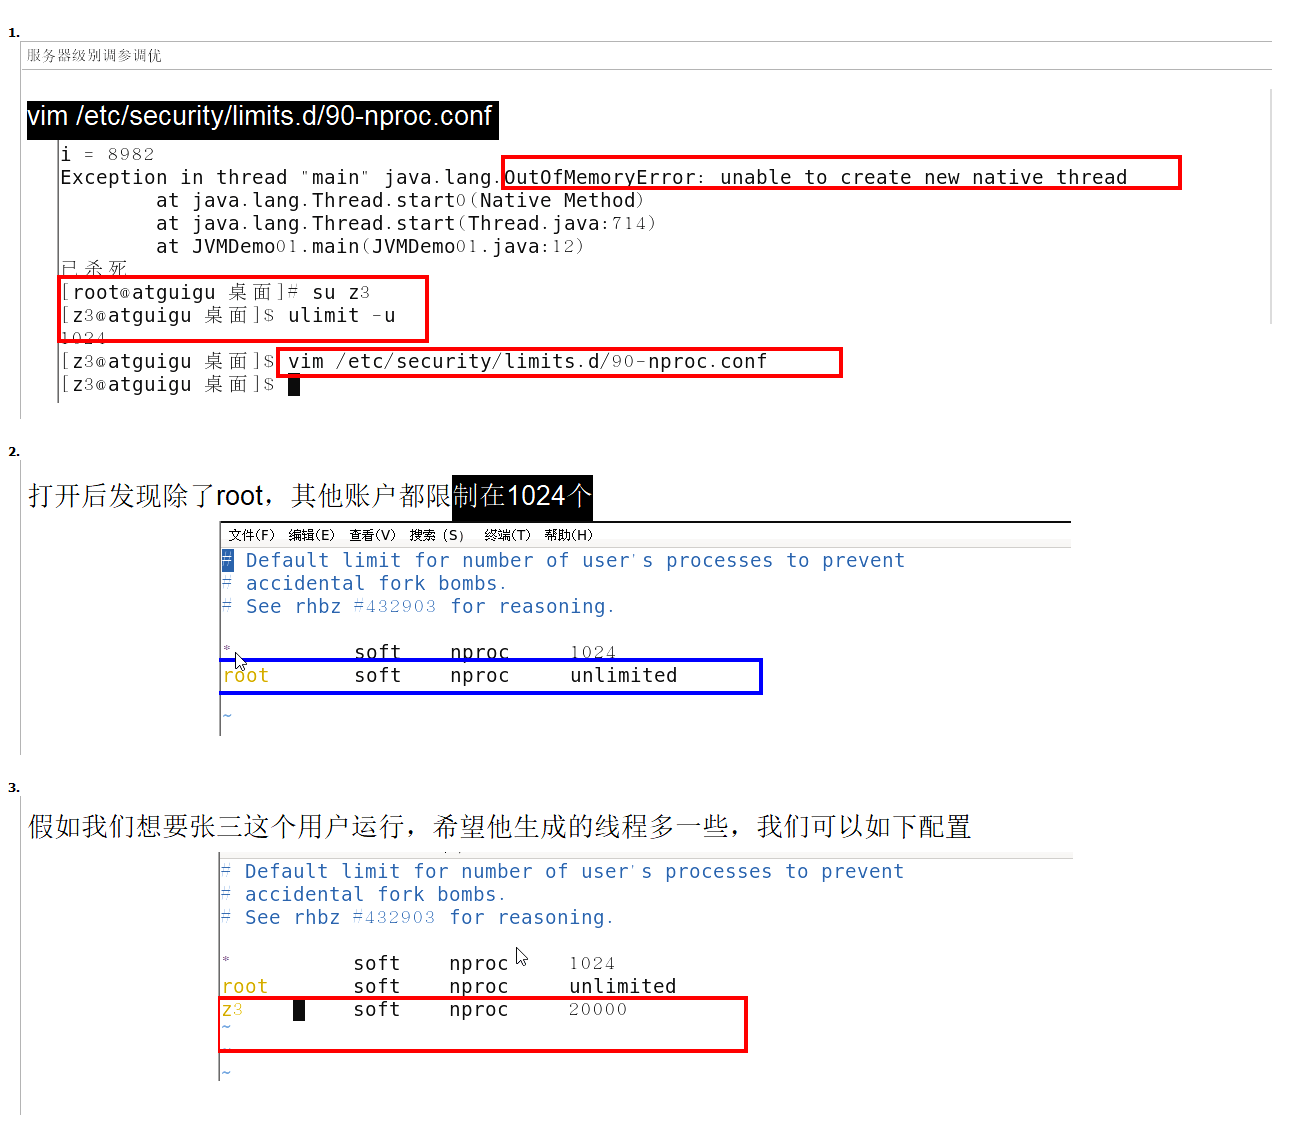 1.
服务器级别调参调优
vim /etc/security/limits.d/90-nproc.conf
i = 8982
Exception in thread "main" java.lang.OutOfMemoryError: unable to create new native thread
at java.lang.Thread.start0(Native Method)
at java.lang.Thread.start(Thread.java:714)
at JVMDemo01.main(JVMDemo01.java:12)
已杀死
[root@atguigu 桌面]# su z3
[z3@atguigu 桌面]$ ulimit -u
1024
[z3@atguigu 桌面]$ vim /etc/security/limits.d/90-nproc.conf
[z3@atguigu 桌面]$
2.
打开后发现除了root，其他账户都限制在1024个
文件(F) 编辑(E) 查看(V) 搜索 (S) 终端(T) 帮助(H)
# Default limit for number of user's processes to prevent
# accidental fork bombs.
# See rhbz #432903 for reasoning.
* soft nproc 1024
root soft nproc unlimited
~
3.
假如我们想要张三这个用户运行，希望他生成的线程多一些，我们可以如下配置
# Default limit for number of user's processes to prevent
# accidental fork bombs.
# See rhbz #432903 for reasoning.
* soft nproc 1024
root soft nproc unlimited
z3 soft nproc 20000
~
~
~